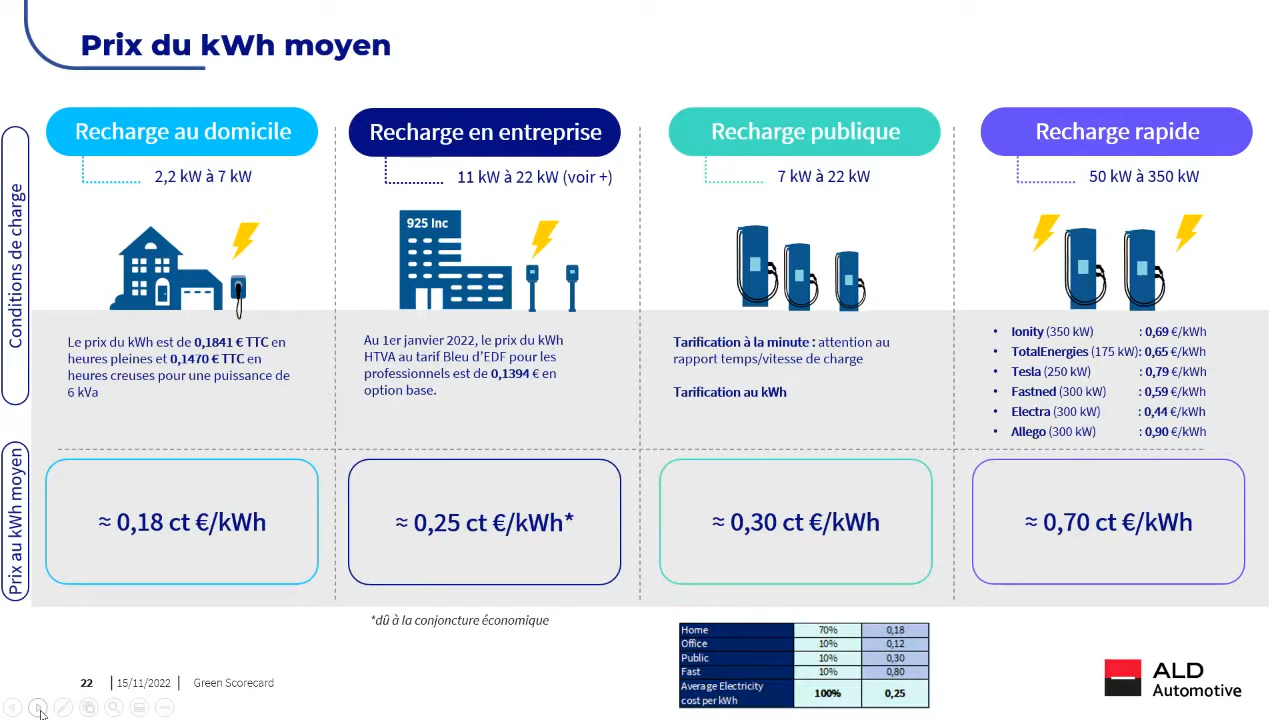 Prix du kWh moyen
Conditions de charge
Recharge au domicile
2,2 kW à 7 kW
Le prix du kWh est de 0,1841 € TTC en
heures pleines et 0,1470 € TTC en
heures creuses pour une puissance de
6 kVa
Recharge en entreprise
11 kW à 22 kW (voir +)
925 Inc
Au 1er janvier 2022, le prix du kWh
HTVA au tarif Bleu d'EDF pour les
professionnels est de 0,1394 € en
option base.
Recharge publique
7 kW à 22 kW
Tarification à la minute : attention au
rapport temps/vitesse de charge
Tarification au kWh
Recharge rapide
50 kW à 350 kW
• Ionity (350 kW) : 0,69 €/kWh
• TotalEnergies (175 kW): 0,65 €/kWh
• Tesla (250 kW) : 0,79 €/kWh
• Fastned (300 kW) : 0,59 €/kWh
• Electra (300 kW) : 0,44 €/kWh
• Allego (300 kW) : 0,90 €/kWh
Prix au kWh moyen
≈ 0,18 ct €/kWh
≈ 0,25 ct €/kWh*
≈ 0,30 ct €/kWh
≈ 0,70 ct €/kWh
*dû à la conjoncture économique
Home 70% 0,18
Office 10% 0,12
Public 10% 0,30
Fast 10% 0,80
Average Electricity
cost per kWh 100% 0,25
22 | 15/11/2022 | Green Scorecard
ALD
Automotive